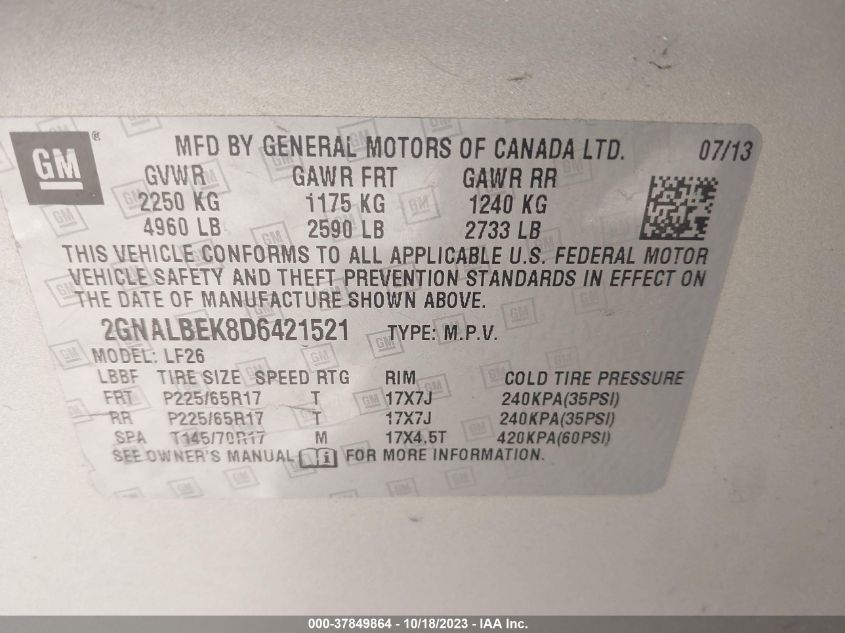 GM ®
MFD BY GENERAL MOTORS OF CANADA LTD. 07/13
GVWR GAWR FRT GAWR RR
2250 KG 1175 KG 1240 KG
4960 LB 2590 LB 2733 LB
THIS VEHICLE CONFORMS TO ALL APPLICABLE U.S. FEDERAL MOTOR
VEHICLE SAFETY AND THEFT PREVENTION STANDARDS IN EFFECT ON
THE DATE OF MANUFACTURE SHOWN ABOVE.
2GNALBEK8D6421521 TYPE: M.P.V.
MODEL: LF26
LBBF TIRE SIZE SPEED RTG RIM COLD TIRE PRESSURE
FRT P225/65R17 T 17X7J 240KPA(35PSI)
RR P225/65R17 T 17X7J 240KPA(35PSI)
SPA T145/70R17 M 17X4.5T 420KPA(60PSI)
SEE OWNER'S MANUAL FOR MORE INFORMATION.
000-37849864 - 10/18/2023 - IAA Inc.